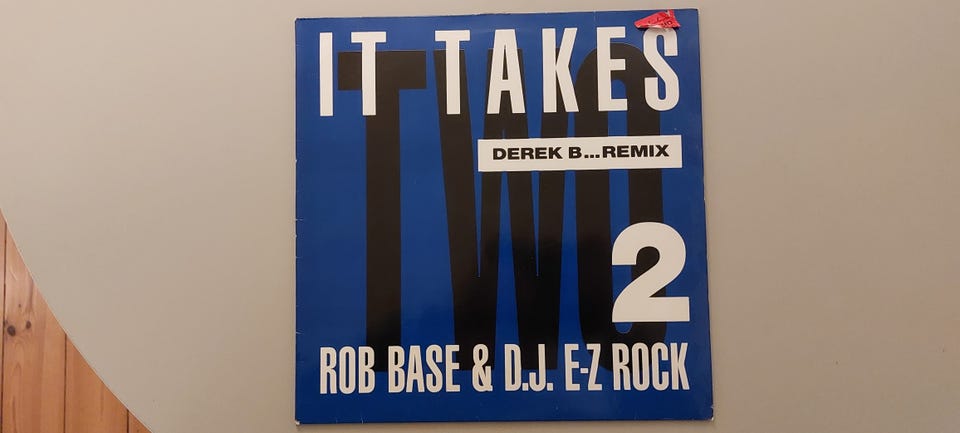 IT TAKES
TWO
DEREK B...REMIX
2
ROB BASE & D.J. E-Z ROCK